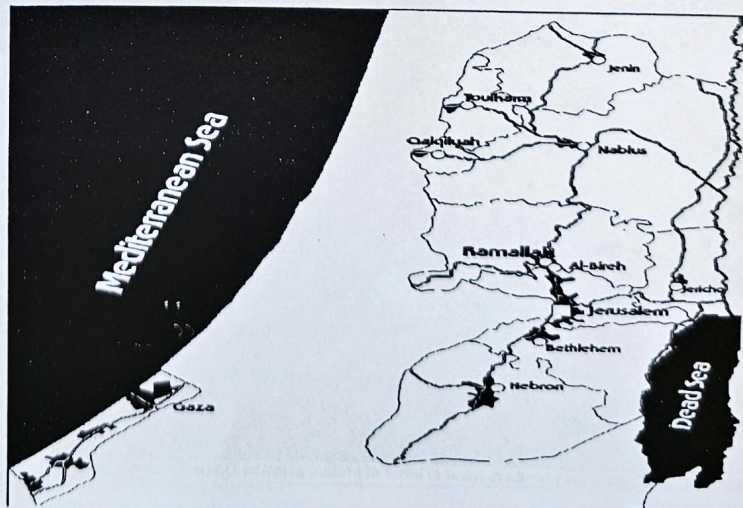 Mediterranean Sea
Jenin
Toulkarm
Qalqilyah
Nablus
Ramallah
Al-Bireh
Jericho
Jerusalem
Bethlehem
Hebron
Gaza
Dead Sea